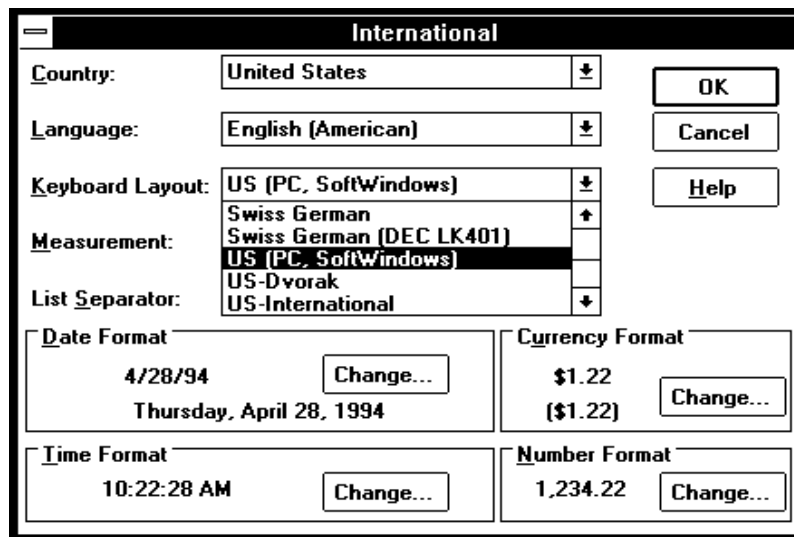 International
Country:
United States
OK
Language:
English (American)
Cancel
Keyboard Layout:
US (PC, SoftWindows)
Help
Swiss German
Swiss German (DEC LK401)
US (PC, SoftWindows)
US-Dvorak
US-International
Measurement:
List Separator:
Date Format
4/28/94
Change...
Thursday, April 28, 1994
Currency Format
$1.22
($1.22)
Change...
Time Format
10:22:28 AM
Change...
Number Format
1,234.22
Change...